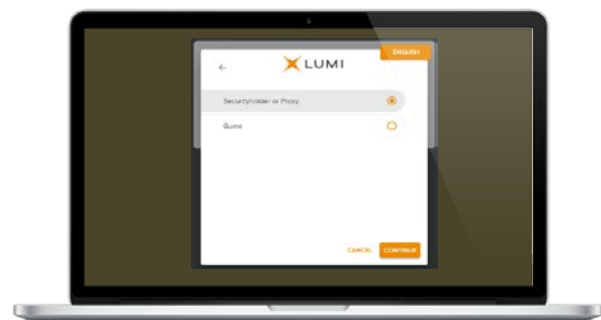 ENGLISH
LUMI
Securityholder or Proxy
Guest
CANCEL
CONTINUE